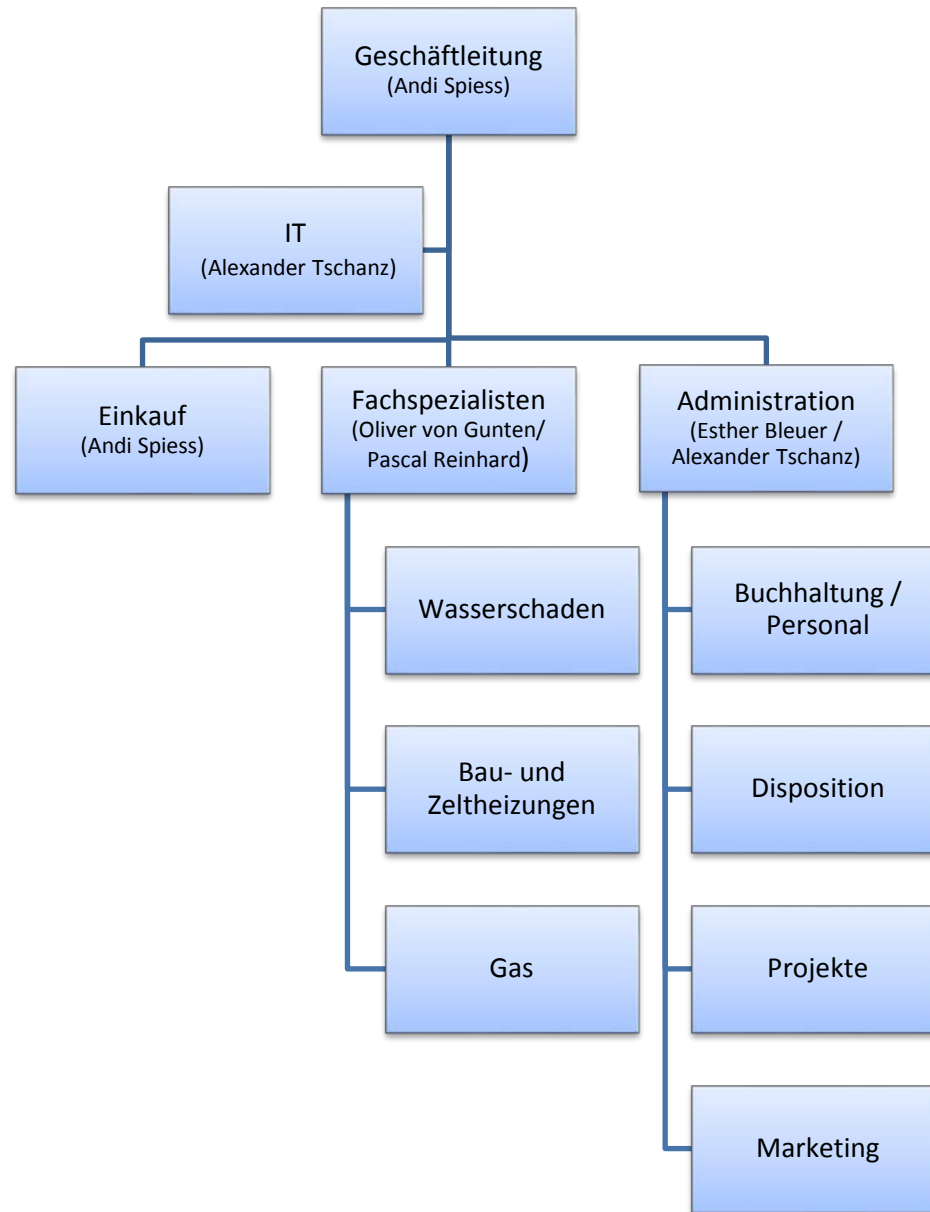 Geschäftleitung
(Andi Spiess)
IT
(Alexander Tschanz)
Einkauf
(Andi Spiess)
Fachspezialisten
(Oliver von Gunten/
Pascal Reinhard)
Administration
(Esther Bleuer /
Alexander Tschanz)
Wasserschaden
Bau- und
Zeltheizungen
Gas
Buchhaltung /
Personal
Disposition
Projekte
Marketing